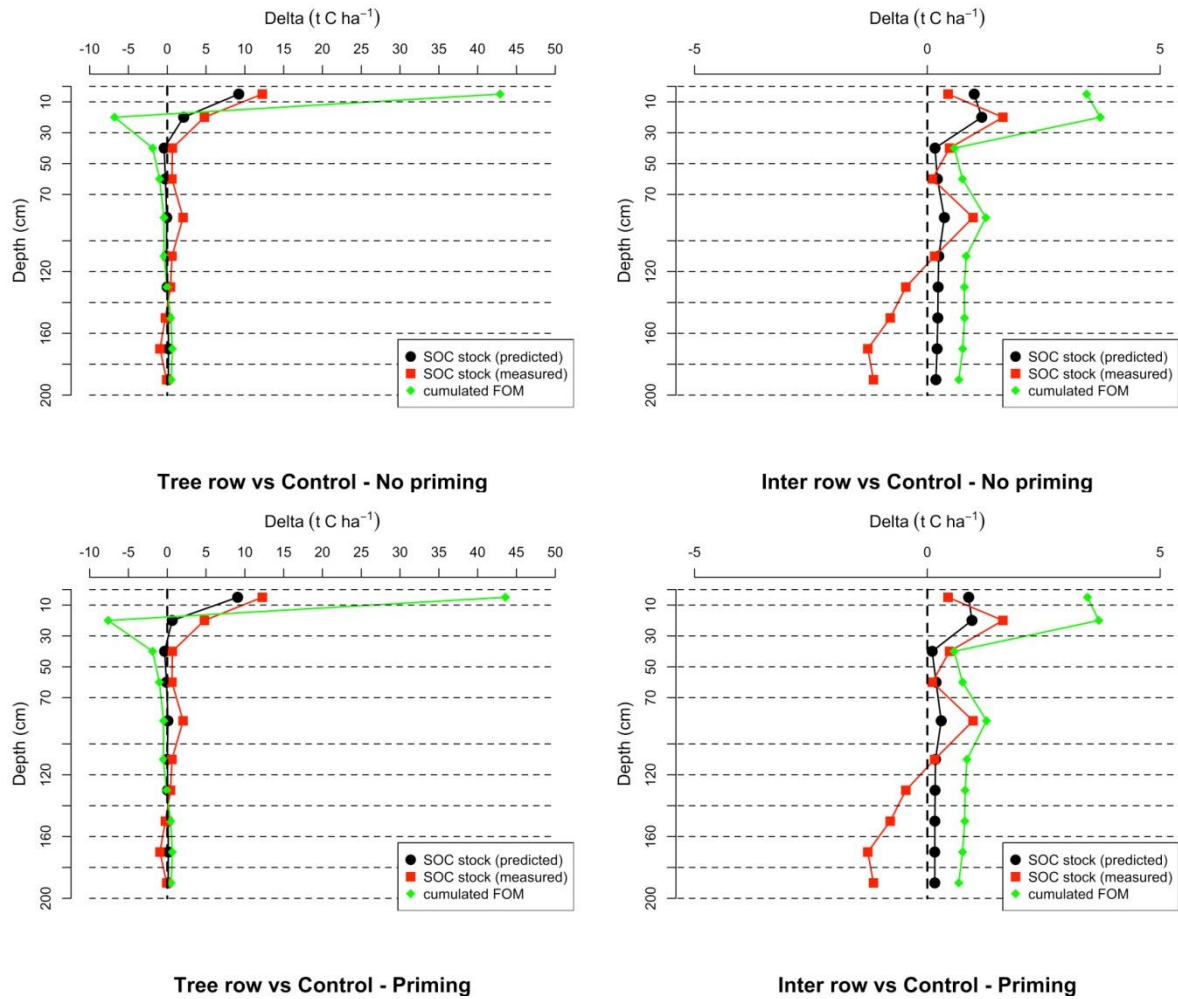 Delta (t C ha⁻¹)
-10 -5 0 5 10 15 20 25 30 35 40 45 50
Depth (cm)
10
30
50
70
120
160
200
SOC stock (predicted)
SOC stock (measured)
cumulated FOM
Tree row vs Control - No priming
Delta (t C ha⁻¹)
-5 0 5
Depth (cm)
10
30
50
70
120
160
200
SOC stock (predicted)
SOC stock (measured)
cumulated FOM
Inter row vs Control - No priming
Delta (t C ha⁻¹)
-10 -5 0 5 10 15 20 25 30 35 40 45 50
Depth (cm)
10
30
50
70
120
160
200
SOC stock (predicted)
SOC stock (measured)
cumulated FOM
Tree row vs Control - Priming
Delta (t C ha⁻¹)
-5 0 5
Depth (cm)
10
30
50
70
120
160
200
SOC stock (predicted)
SOC stock (measured)
cumulated FOM
Inter row vs Control - Priming